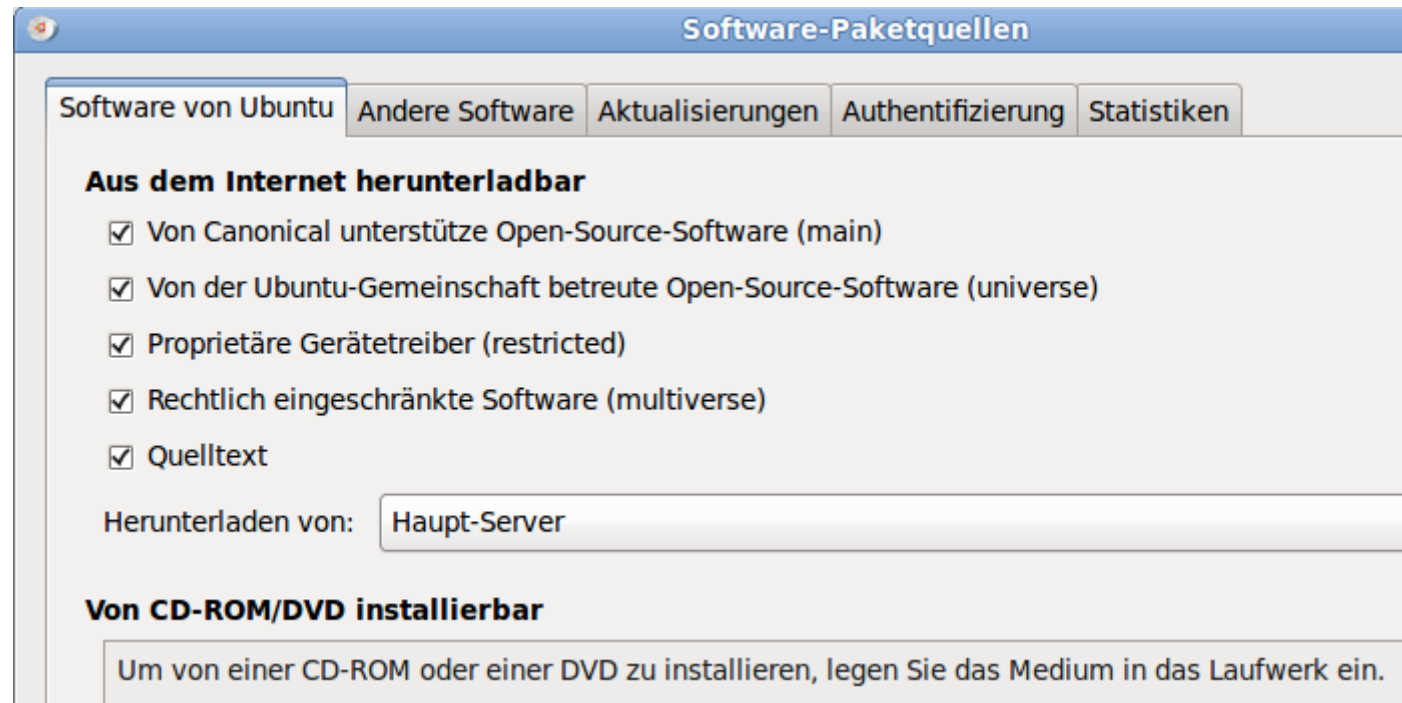 Software-Paketquellen
Software von Ubuntu Andere Software Aktualisierungen Authentifizierung Statistiken
Aus dem Internet herunterladbar
Von Canonical unterstütze Open-Source-Software (main)
Von der Ubuntu-Gemeinschaft betreute Open-Source-Software (universe)
Proprietäre Gerätetreiber (restricted)
Rechtlich eingeschränkte Software (multiverse)
Quelltext
Herunterladen von: Haupt-Server
Von CD-ROM/DVD installierbar
Um von einer CD-ROM oder einer DVD zu installieren, legen Sie das Medium in das Laufwerk ein.